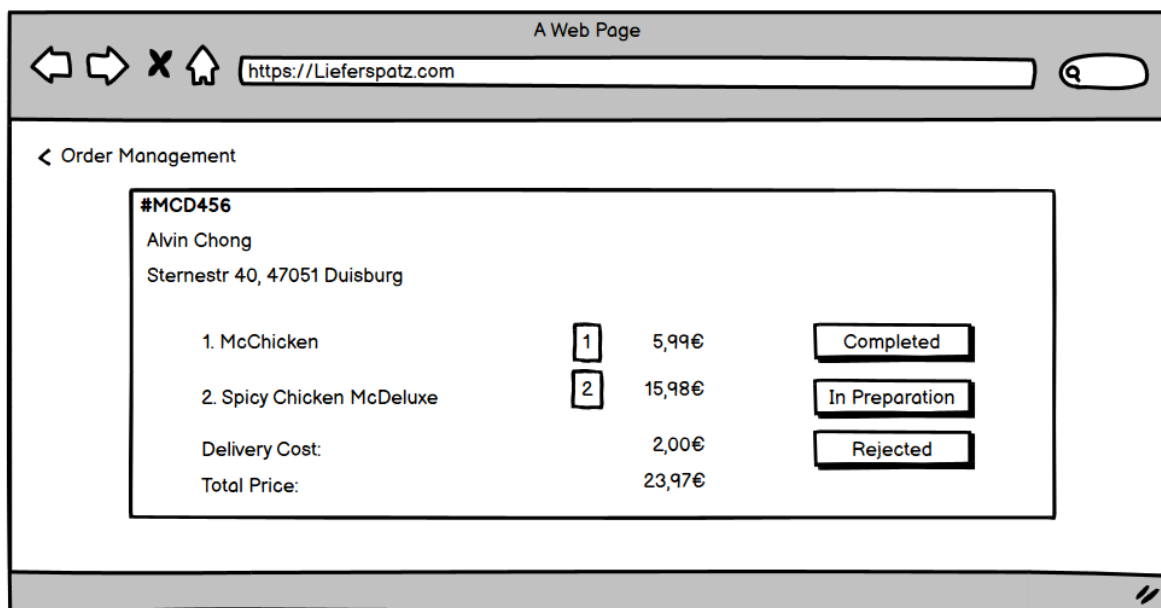 A Web Page
https://Lieferspatz.com
Order Management
#MCD456
Alvin Chong
Sternestr 40, 47051 Duisburg
1. McChicken 1 5,99€ Completed
2. Spicy Chicken McDeluxe 2 15,98€ In Preparation
Delivery Cost: 2,00€ Rejected
Total Price: 23,97€